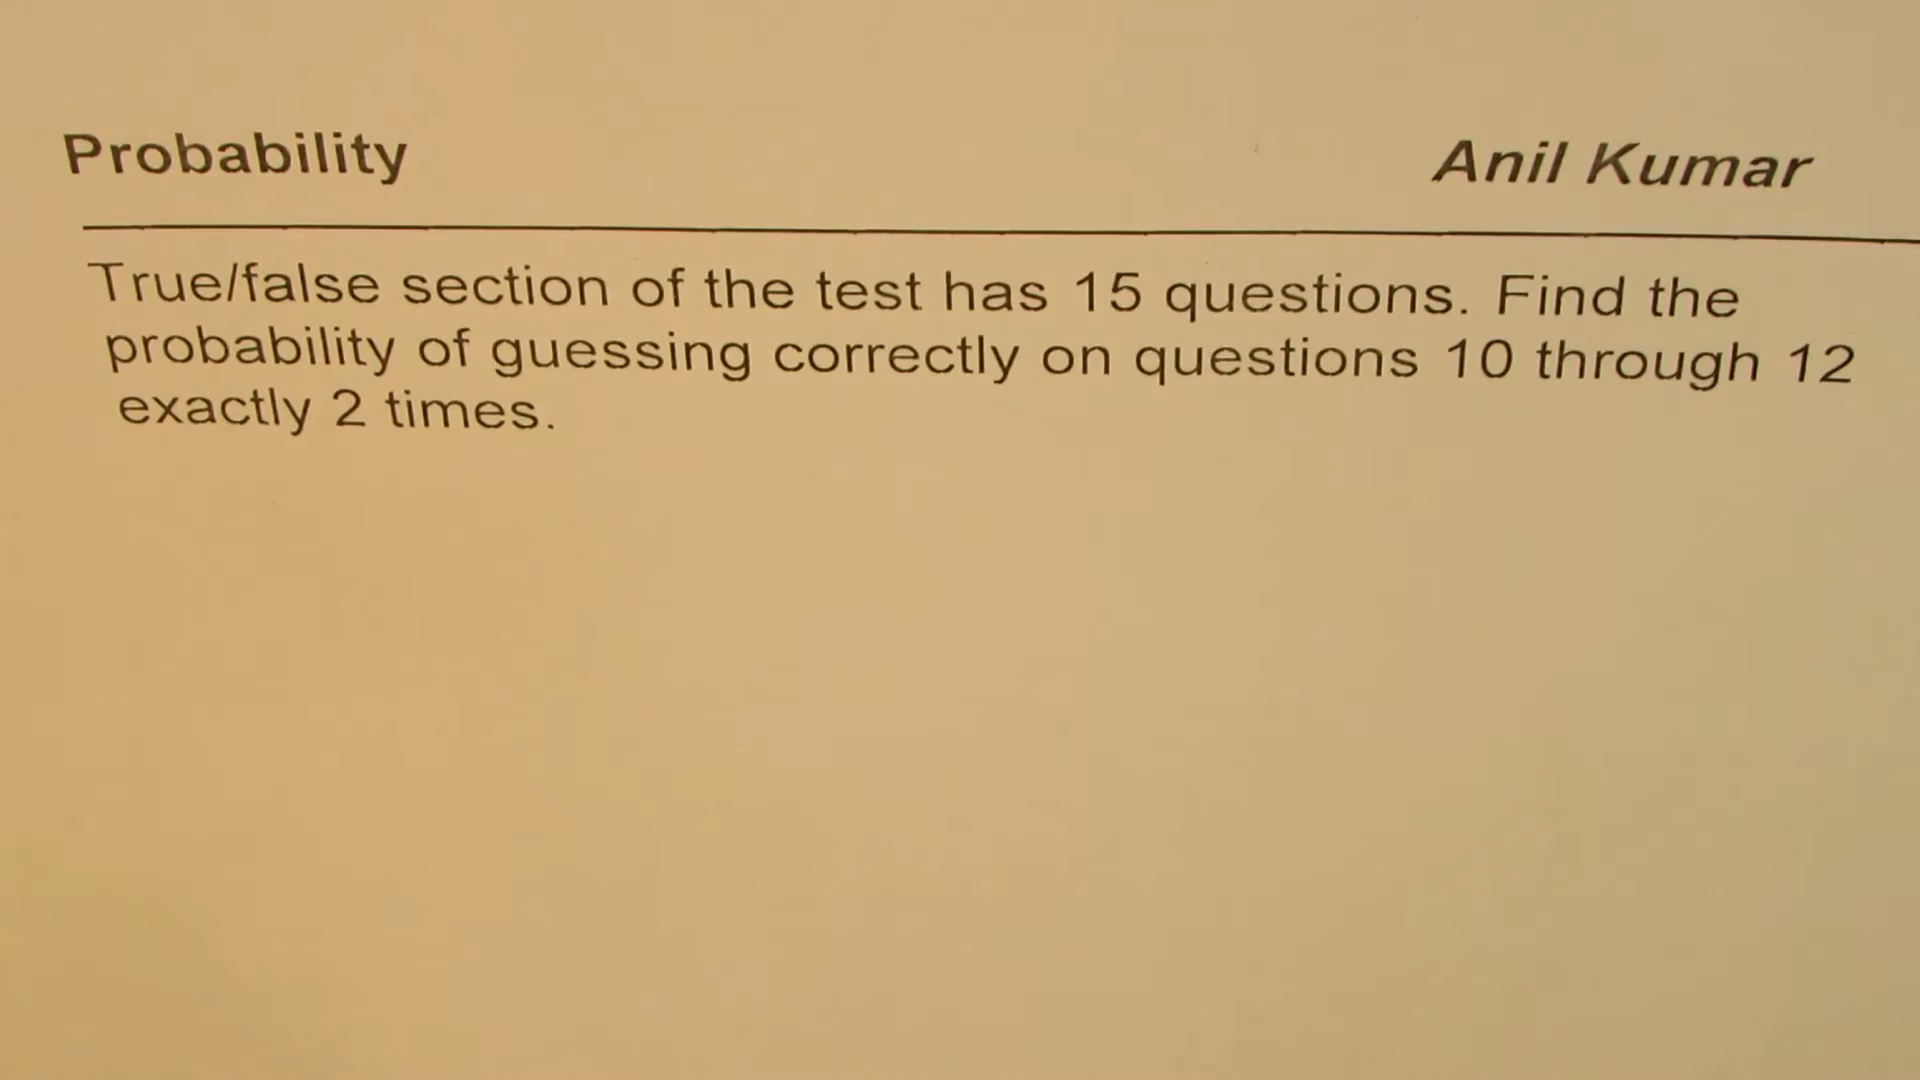 Probability
Anil Kumar
True/false section of the test has 15 questions. Find the
probability of guessing correctly on questions 10 through 12
exactly 2 times.